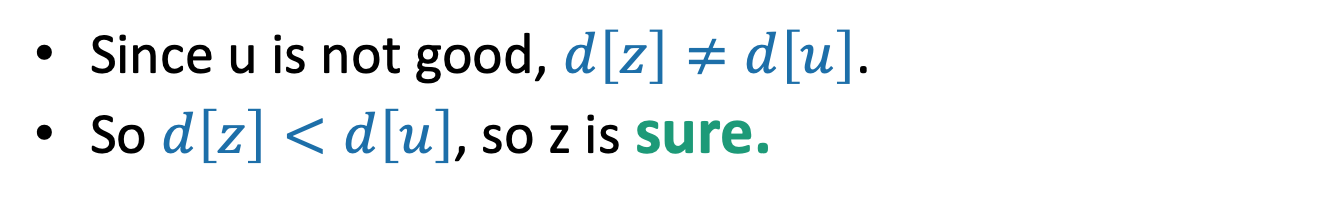 • Since u is not good, d[z] ≠ d[u].
• So d[z] < d[u], so z is sure.